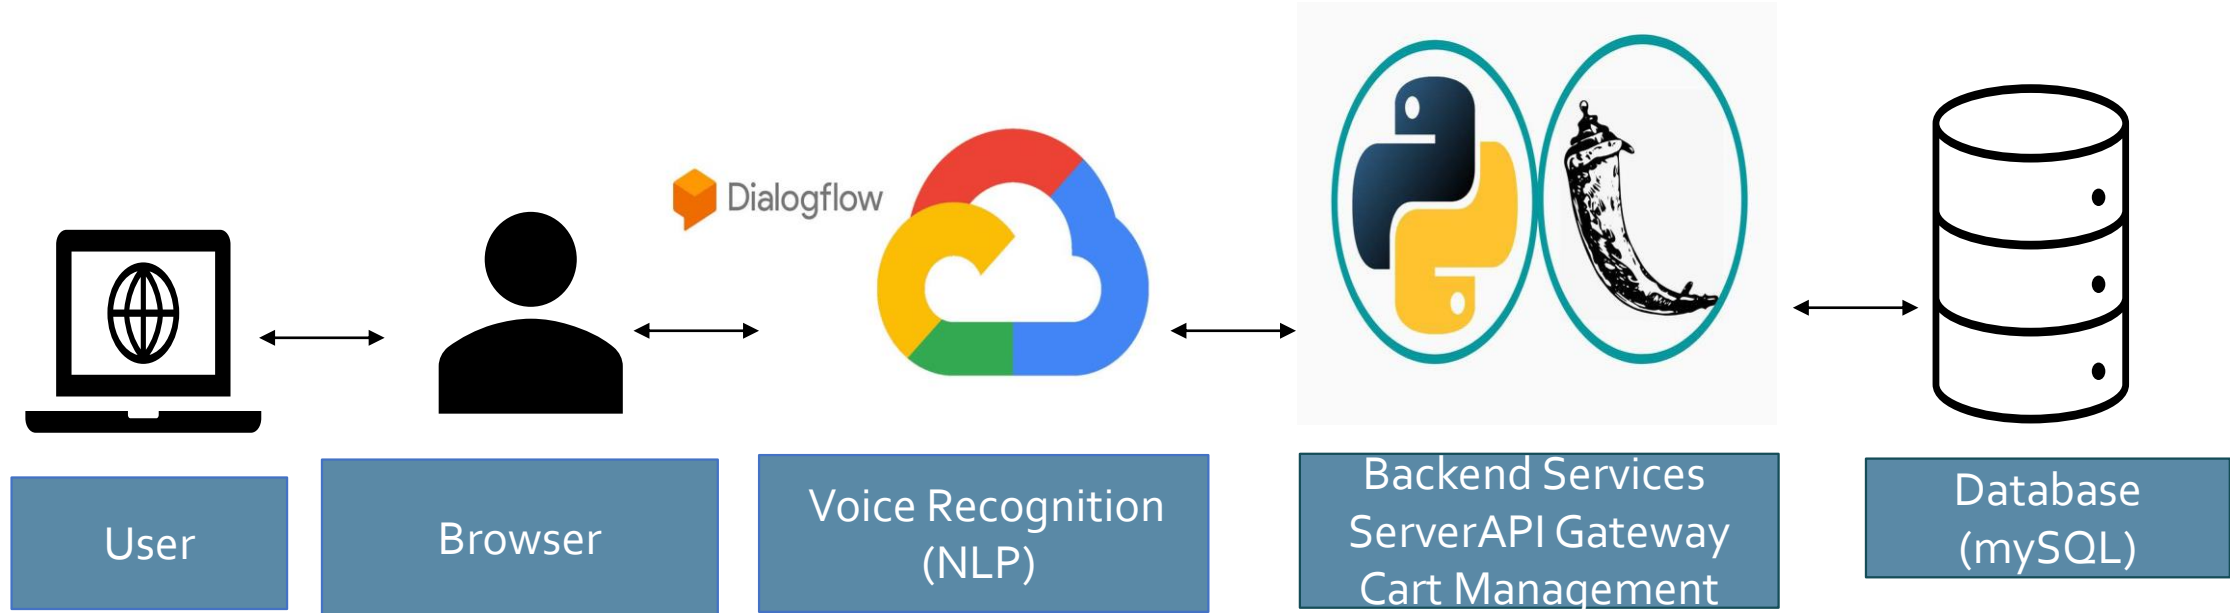 Dialogflow
User
Browser
Voice Recognition
(NLP)
Backend Services
ServerAPI Gateway
Cart Management
Database
(mySQL)